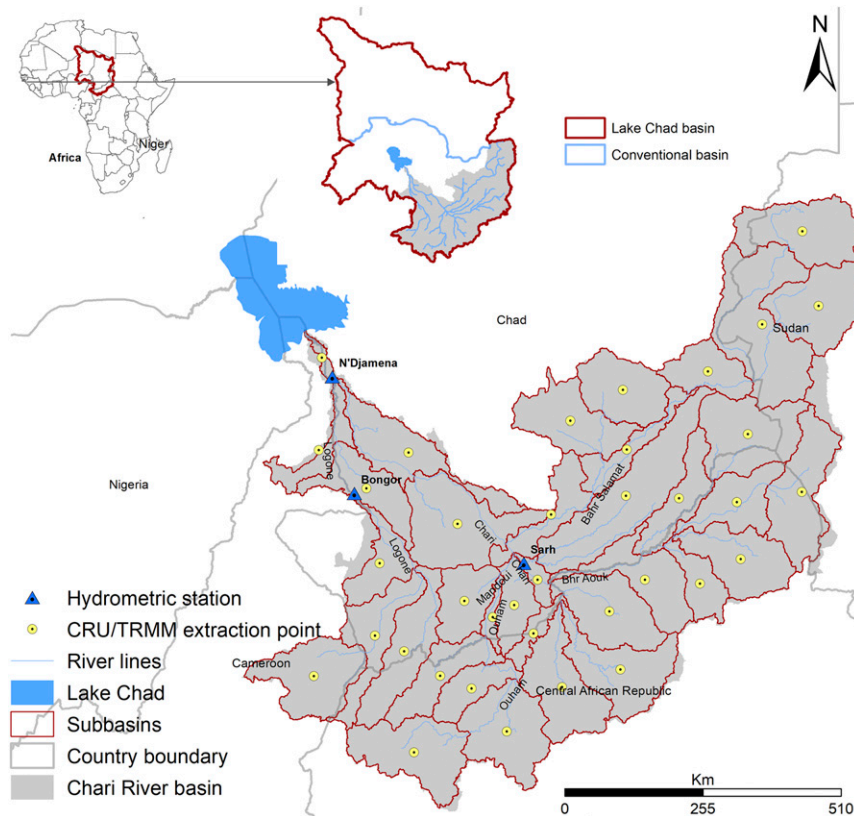 N
Niger
Africa
Lake Chad basin
Conventional basin
Chad
Sudan
N'Djamena
Nigeria
Logone
Bongor
Bahr Salamat
Chari
Sarh
Logone
Mandoul
Chari
Bhr Aouk
Ouham
Cameroon
Ouham
Central African Republic
Hydrometric station
CRU/TRMM extraction point
River lines
Lake Chad
Subbasins
Country boundary
Chari River basin
Km
0 255 510